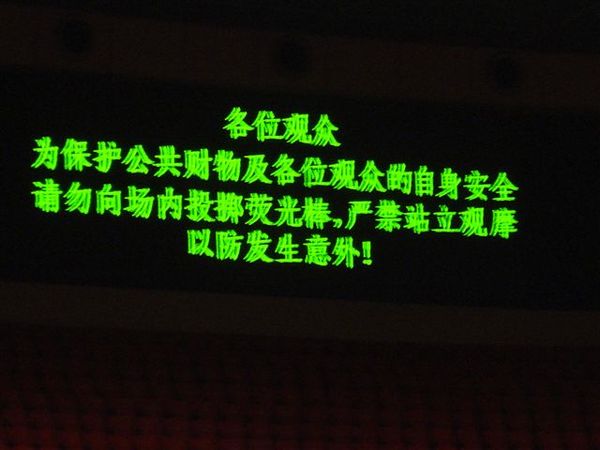 各位观众
为保护公共财物及各位观众的自身安全
请勿向场内投掷荧光棒,严禁站立观摩
以防发生意外!